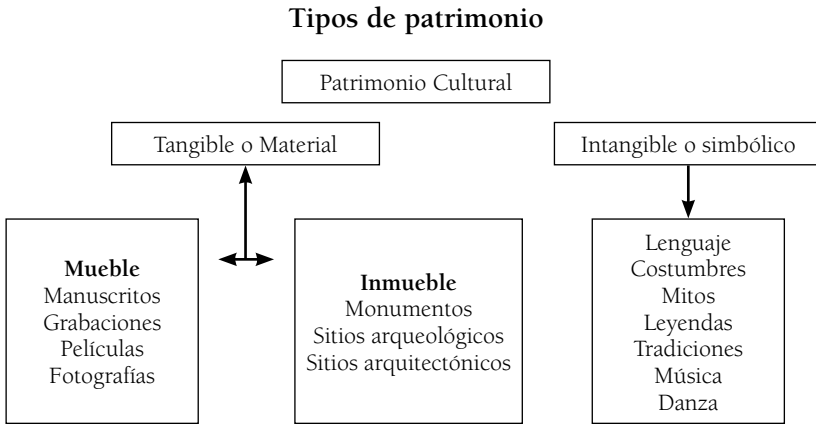 Tipos de patrimonio
Patrimonio Cultural
Tangible o Material
Intangible o simbólico
Mueble
Manuscritos
Grabaciones
Películas
Fotografías
Inmueble
Monumentos
Sitios arqueológicos
Sitios arquitectónicos
Lenguaje
Costumbres
Mitos
Leyendas
Tradiciones
Música
Danza